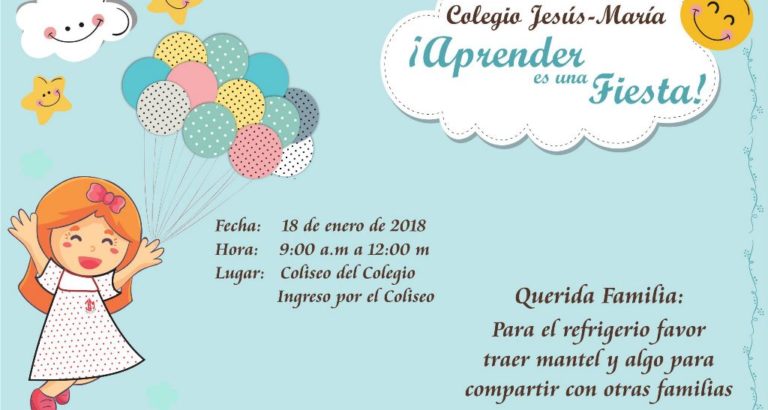 Colegio Jesús-María
¡Aprender
es una
Fiesta!
Fecha: 18 de enero de 2018
Hora: 9:00 a.m a 12:00 m
Lugar: Coliseo del Colegio
Ingreso por el Coliseo
Querida Familia:
Para el refrigerio favor
traer mantel y algo para
compartir con otras familias